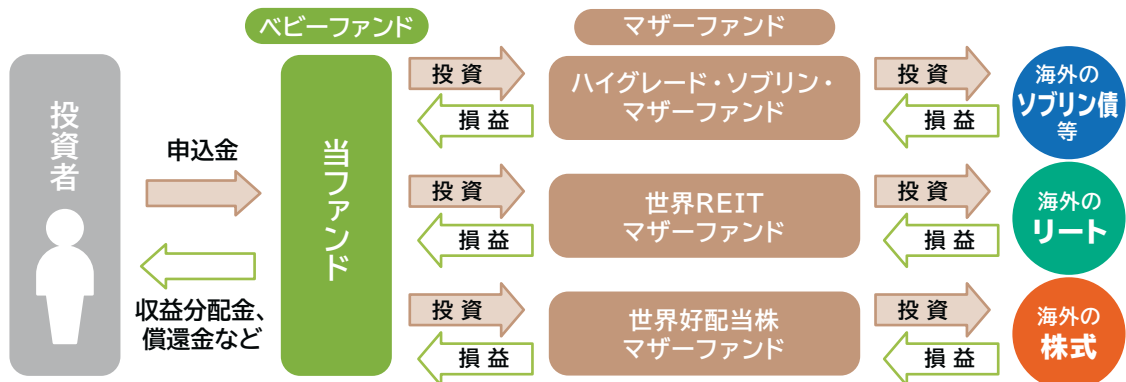 ベビーファンド
マザーファンド
投資者
申込金
収益分配金、
償還金など
当ファンド
投資
損益
ハイグレード・ソブリン・
マザーファンド
投資
損益
海外の
ソブリン債
等
投資
損益
世界REIT
マザーファンド
投資
損益
海外の
リート
投資
損益
世界好配当株
マザーファンド
投資
損益
海外の
株式